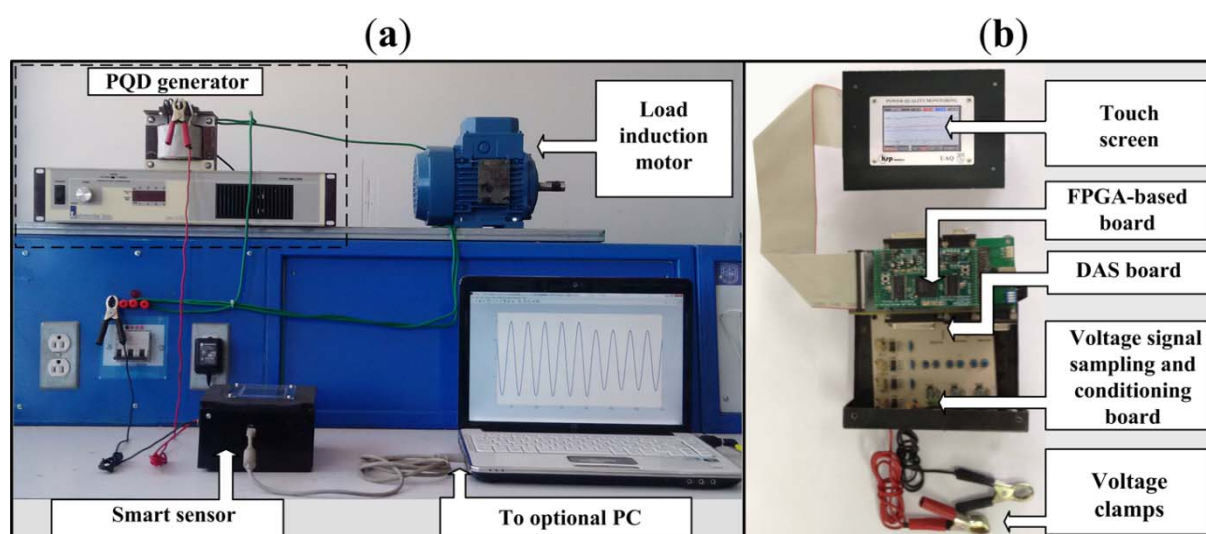 (a)
(b)
PQD generator
Load
induction
motor
Smart sensor
To optional PC
Touch
screen
POWER QUALITY MONITORING
UAQ
FPGA-based
board
DAS board
Voltage signal
sampling and
conditioning
board
Voltage
clamps